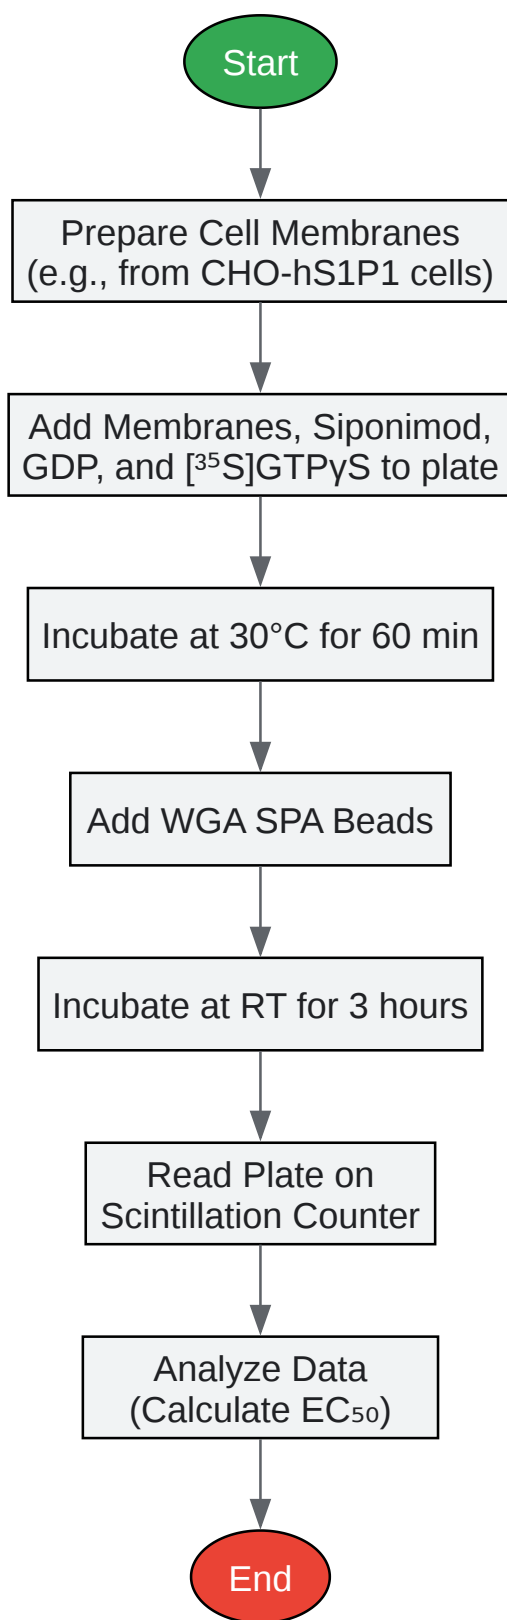 Start
Prepare Cell Membranes
(e.g., from CHO-hS1P1 cells)
Add Membranes, Siponimod,
GDP, and [³⁵S]GTPγS to plate
Incubate at 30°C for 60 min
Add WGA SPA Beads
Incubate at RT for 3 hours
Read Plate on
Scintillation Counter
Analyze Data
(Calculate EC₅₀)
End